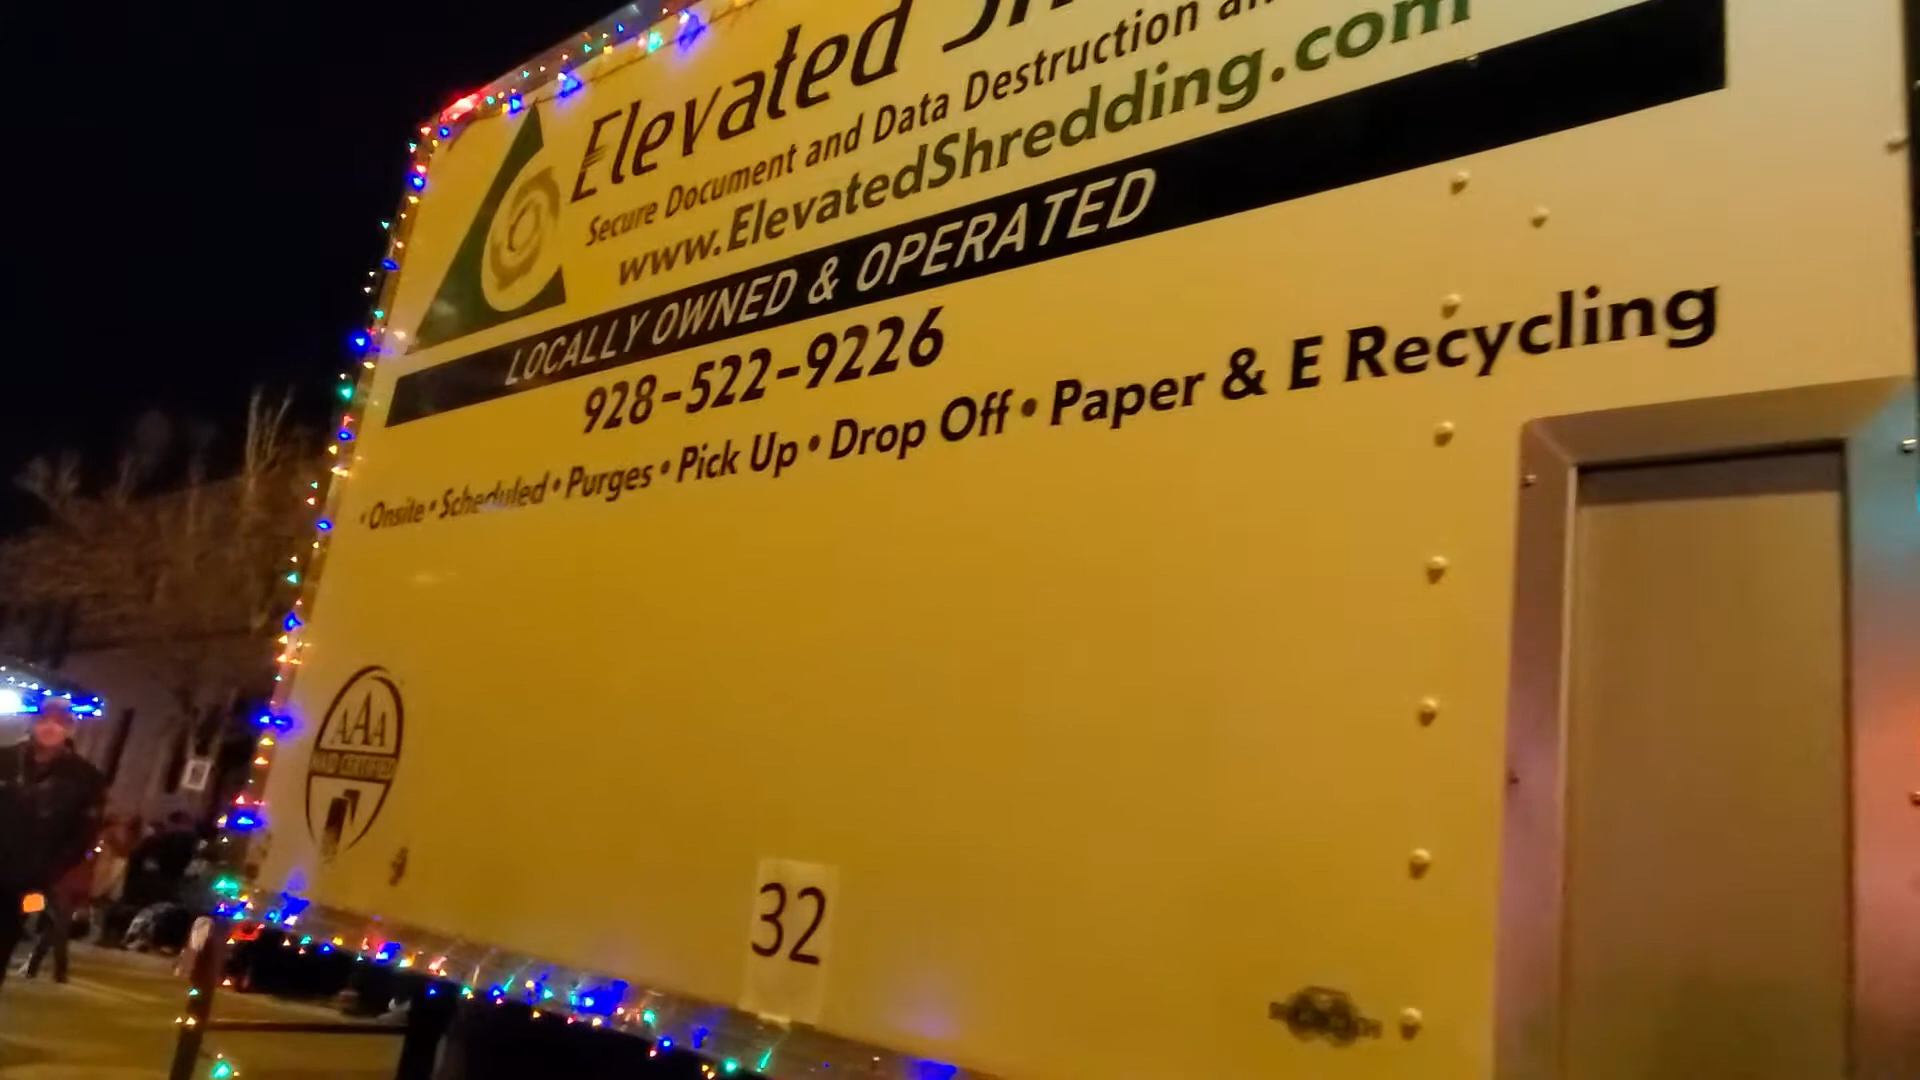 Elevated
Secure Document and Data Destruction
www.ElevatedShredding.com
LOCALLY OWNED & OPERATED
928-522-9226
• Onsite • Scheduled • Purges • Pick Up • Drop Off • Paper & E Recycling
AAA
32